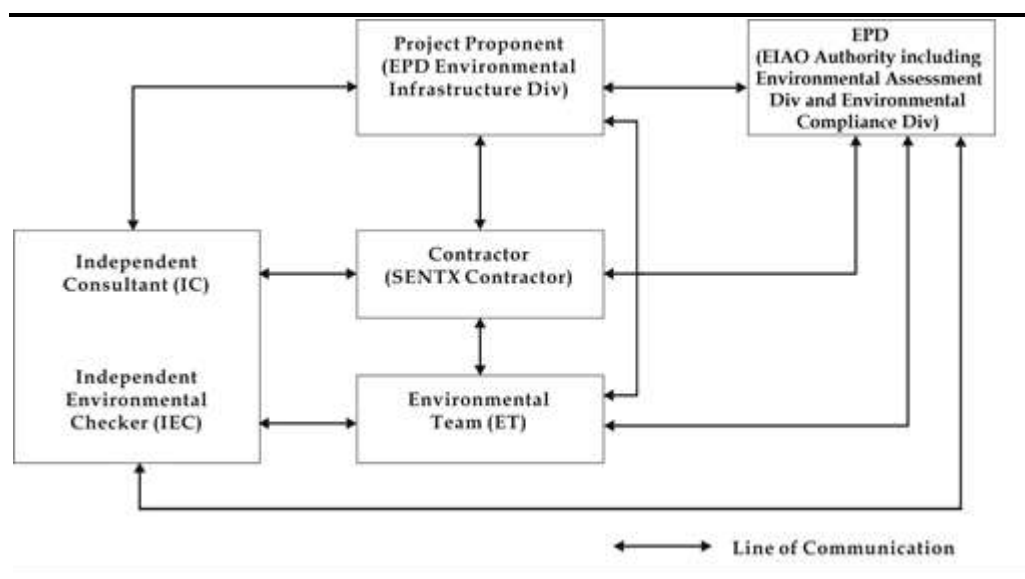 Project Proponent
(EPD Environmental
Infrastructure Div)
EPD
(EIAO Authority including
Environmental Assessment
Div and Environmental
Compliance Div)
Independent
Consultant (IC)
Contractor
(SENTX Contractor)
Independent
Environmental
Checker (IEC)
Environmental
Team (ET)
Line of Communication